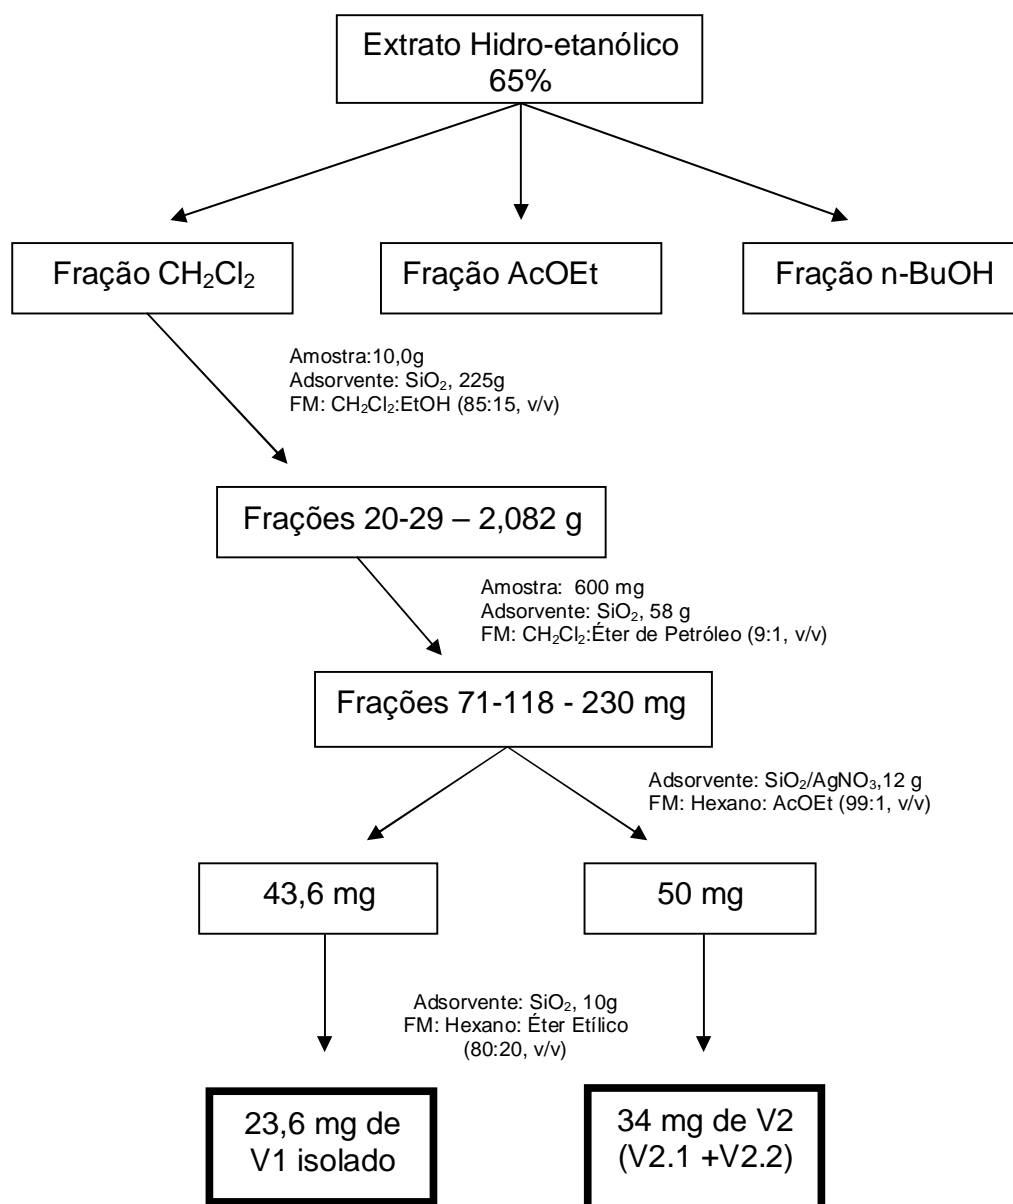 Extrato Hidro-etanólico
65%
Fração CH₂Cl₂
Fração AcOEt
Fração n-BuOH
Amostra:10,0g
Adsorvente: SiO₂, 225g
FM: CH₂Cl₂:EtOH (85:15, v/v)
Frações 20-29 – 2,082 g
Amostra:  600 mg
Adsorvente: SiO₂, 58 g
FM: CH₂Cl₂:Éter de Petróleo (9:1, v/v)
Frações 71-118 - 230 mg
Adsorvente: SiO₂/AgNO₃,12 g
FM: Hexano: AcOEt (99:1, v/v)
43,6 mg
50 mg
Adsorvente: SiO₂, 10g
FM: Hexano: Éter Etílico
(80:20, v/v)
23,6 mg de
V1 isolado
34 mg de V2
(V2.1 +V2.2)